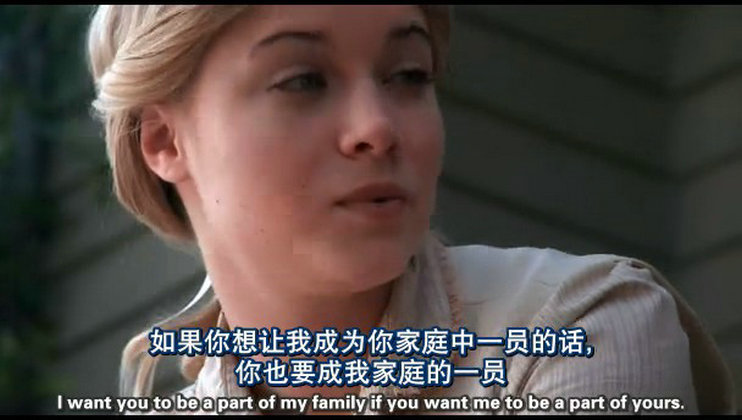 如果你想让我成为你家庭中一员的话,
你也要成我家庭的一员
I want you to be a part of my family if you want me to be a part of yours.